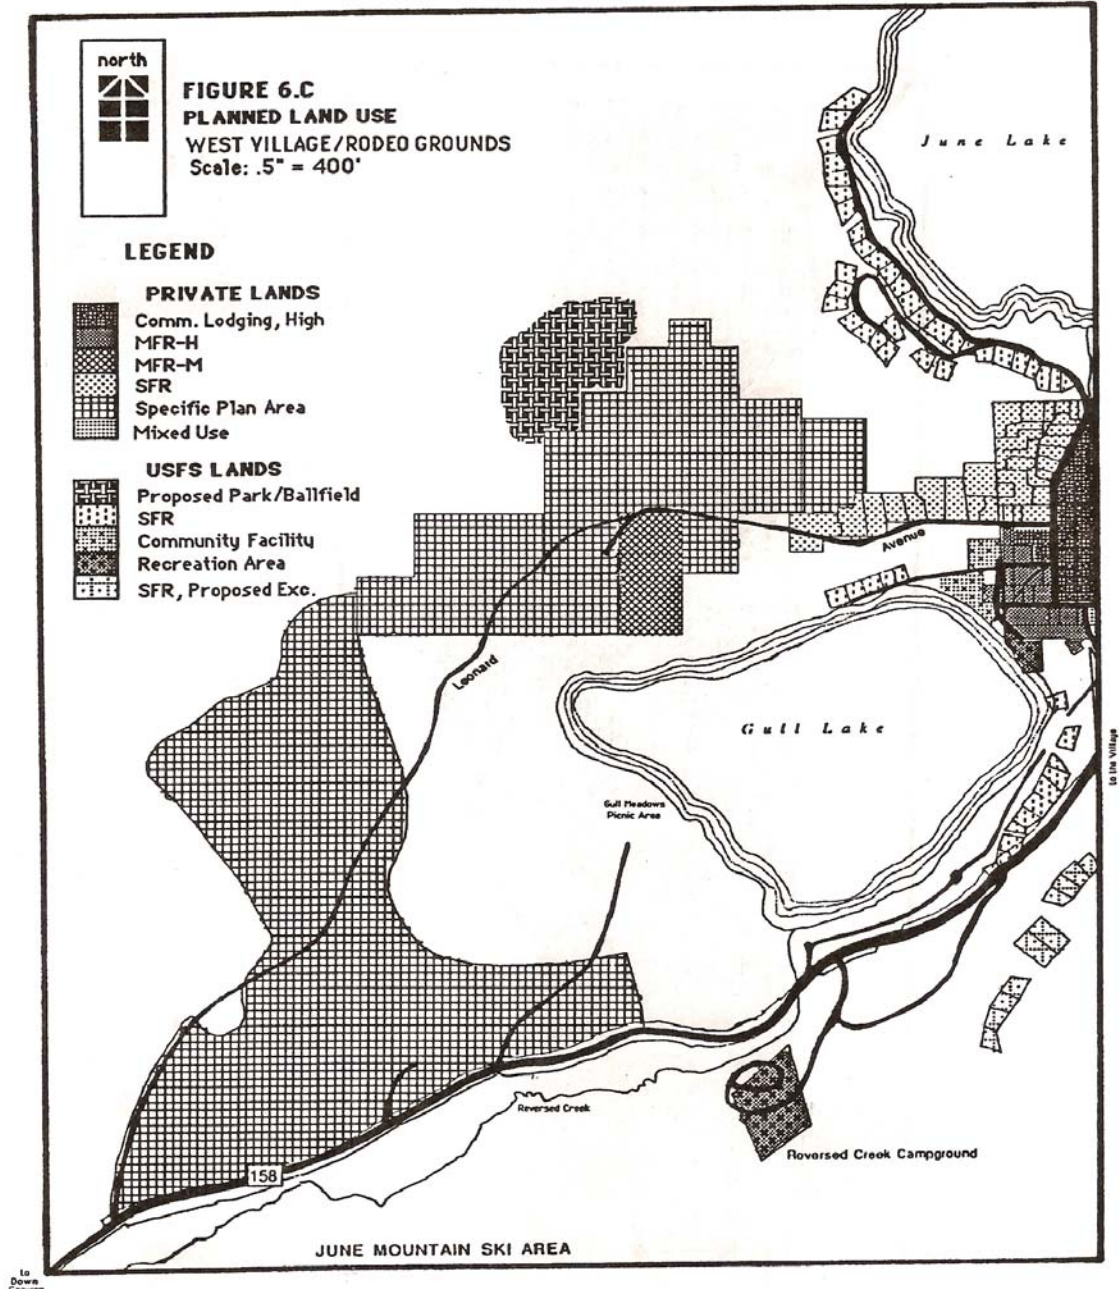 north
FIGURE 6.C
PLANNED LAND USE
WEST VILLAGE/RODEO GROUNDS
Scale: .5" = 400'
June Lake
LEGEND
PRIVATE LANDS
Comm. Lodging, High
MFR-H
MFR-M
SFR
Specific Plan Area
Mixed Use
USFS LANDS
Proposed Park/Ballfield
SFR
Community Facility
Recreation Area
SFR, Proposed Exc.
Avenue
Leonard
Gull Lake
to the Village
Gull Meadows
Picnic Area
Reversed Creek
Roversed Creek Campground
158
JUNE MOUNTAIN SKI AREA
to
Down